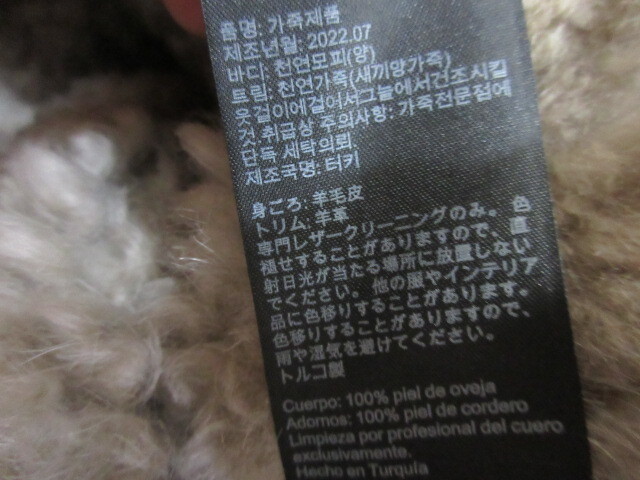 품명: 가죽제품
제조년월: 2022.07
바디: 천연모피(양)
트림: 천연가죽(새끼양가죽)
옷걸이에걸어서그늘에서건조시킬
것 취급상 주의사항: 가죽전문점에
단독 세탁의뢰.
제조국명: 터키
身ごろ: 羊毛皮
トリム: 羊革
専門レザークリーニングのみ。色
褪せすることがありますので、直
射日光が当たる場所に放置しない
でください。他の服やインテリア
品に色移りすることがあります。
色移りすることがありますので、
雨や湿気を避けてください。
トルコ製
Cuerpo: 100% piel de oveja
Adornos: 100% piel de cordero
Limpieza por profesional del cuero
exclusivamente.
Hecho en Turquía